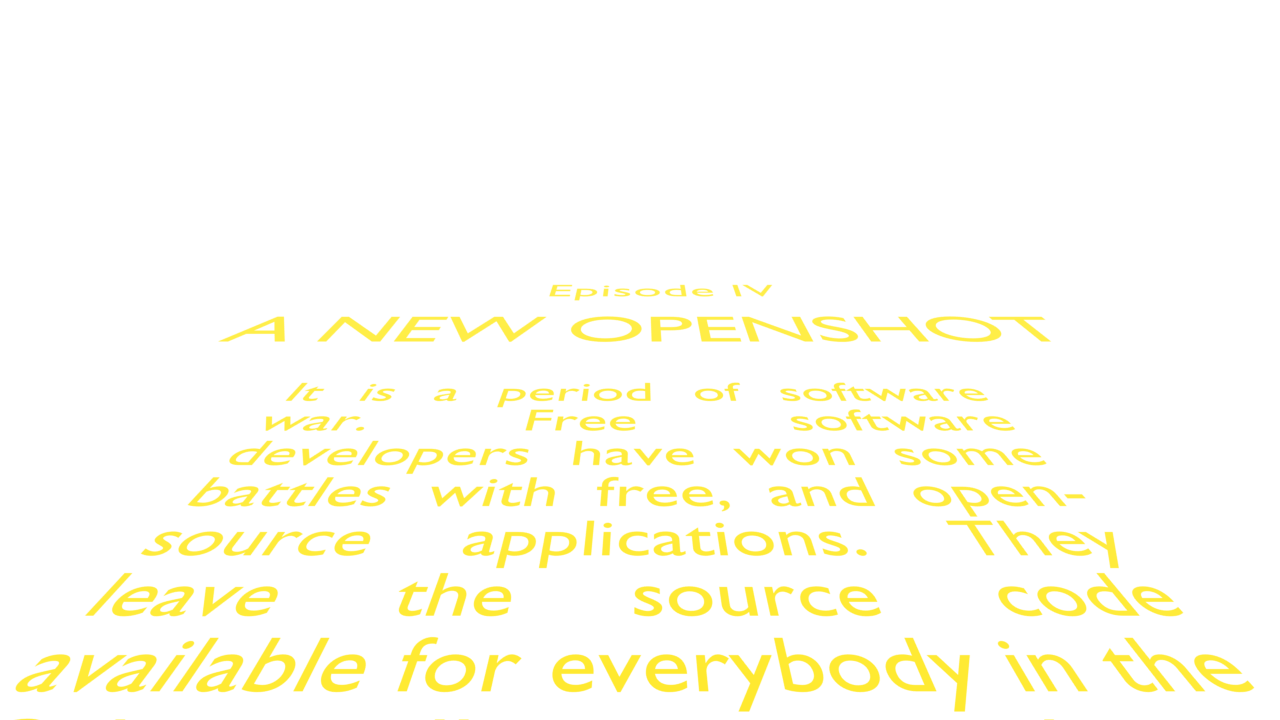 Episode IV
A NEW OPENSHOT
It is a period of software
war. Free software
developers have won some
battles with free, and open-
source applications. They
leave the source code
available for everybody in the